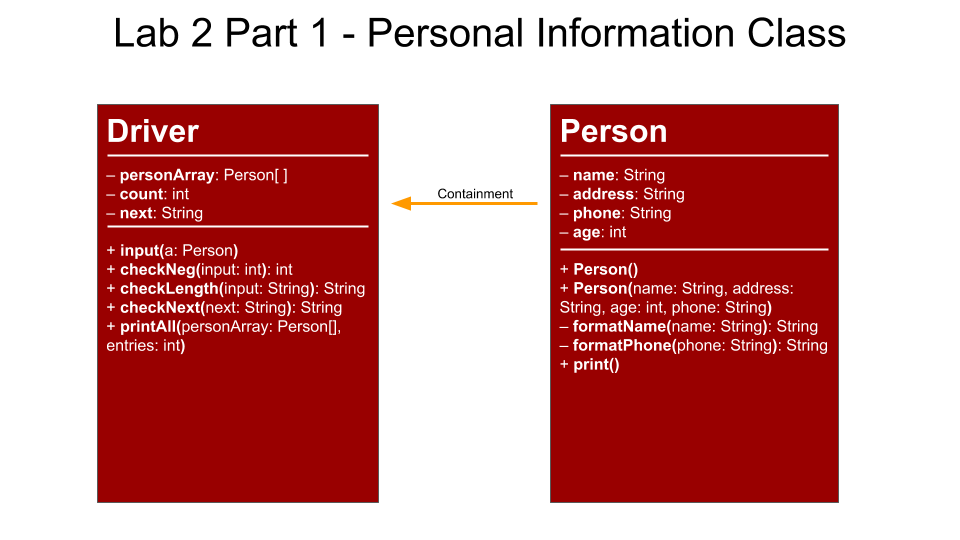 Lab 2 Part 1 - Personal Information Class
Driver
– personArray: Person[ ]
– count: int
– next: String
+ input(a: Person)
+ checkNeg(input: int): int
+ checkLength(input: String): String
+ checkNext(next: String): String
+ printAll(personArray: Person[],
entries: int)
Containment
Person
– name: String
– address: String
– phone: String
– age: int
+ Person()
+ Person(name: String, address:
String, age: int, phone: String)
– formatName(name: String): String
– formatPhone(phone: String): String
+ print()